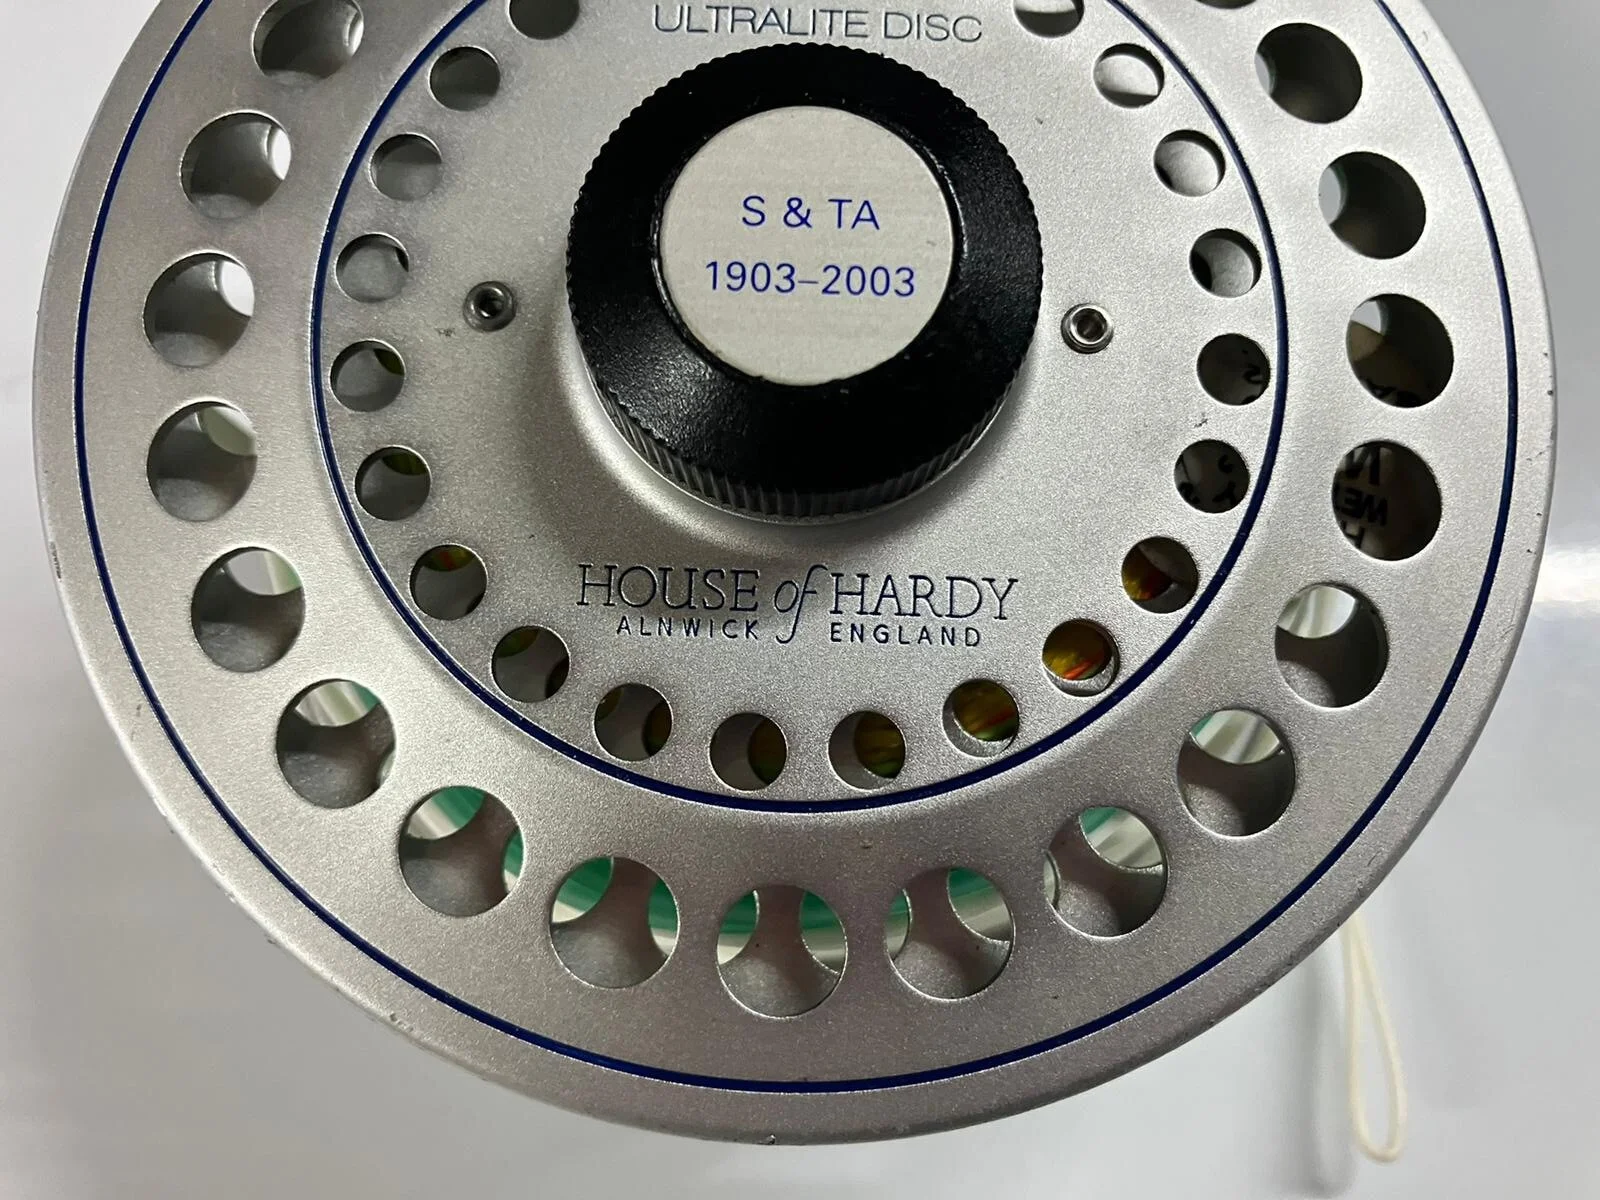 ULTRALITE DISC
S & TA
1903–2003
HOUSE of HARDY
ALNWICK ENGLAND